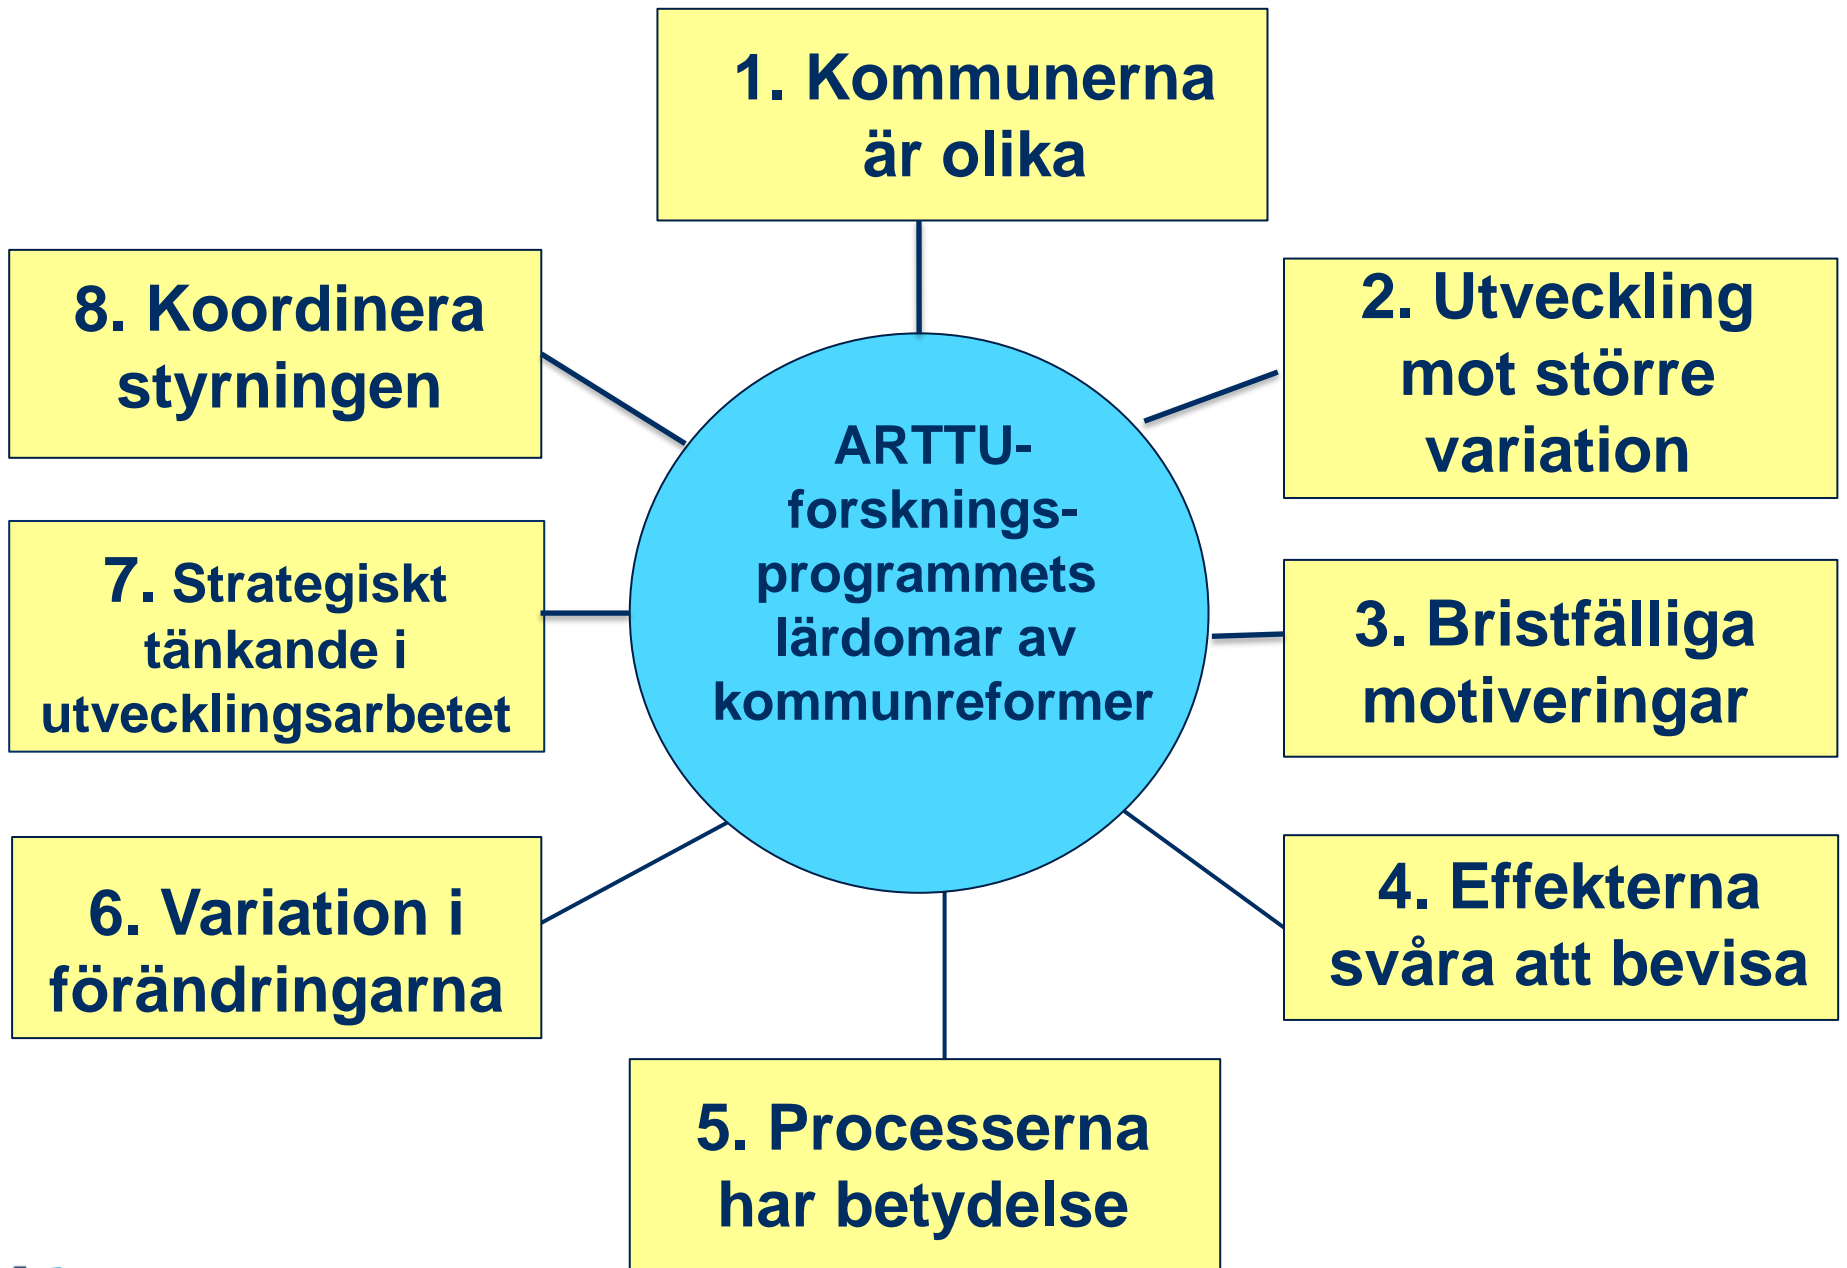 1. Kommunerna
är olika
8. Koordinera
styrningen
2. Utveckling
mot större
variation
ARTTU-
forsknings-
programmets
lärdomar av
kommunreformer
7. Strategiskt
tänkande i
utvecklingsarbetet
3. Bristfälliga
motiveringar
6. Variation i
förändringarna
4. Effekterna
svåra att bevisa
5. Processerna
har betydelse